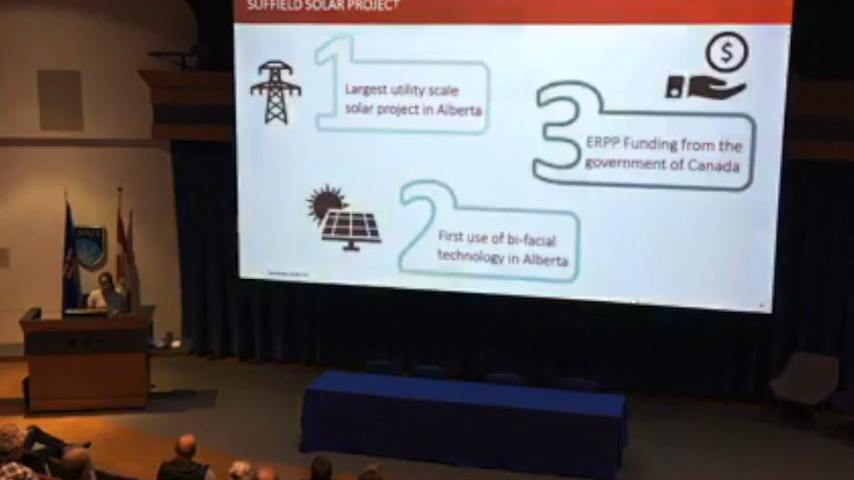 SUFFIELD SOLAR PROJECT
1
Largest utility scale
solar project in Alberta
2
First use of bi-facial
technology in Alberta
3
$
ERPP Funding from the
government of Canada
NAIT